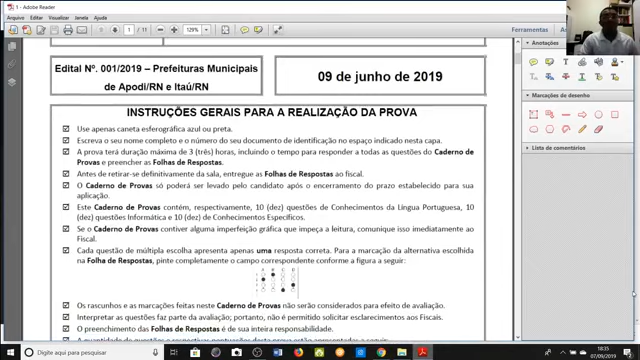 1 - Adobe Reader
Arquivo Editar Visualizar Janela Ajuda
1 / 11 129%
Ferramentas
Anotações
Edital Nº. 001/2019 – Prefeituras Municipais
de Apodi/RN e Itaú/RN
09 de junho de 2019
Marcações de desenho
Lista de comentários
INSTRUÇÕES GERAIS PARA A REALIZAÇÃO DA PROVA
Use apenas caneta esferográfica azul ou preta.
Escreva o seu nome completo e o número do seu documento de identificação no espaço indicado nesta capa.
A prova terá duração máxima de 3 (três) horas, incluindo o tempo para responder a todas as questões do Caderno de
Provas e preencher as Folhas de Respostas.
Antes de retirar-se definitivamente da sala, entregue as Folhas de Respostas ao fiscal.
O Caderno de Provas só poderá ser levado pelo candidato após o encerramento do prazo estabelecido para sua
aplicação.
Este Caderno de Provas contém, respectivamente, 10 (dez) questões de Conhecimentos da Língua Portuguesa, 10
(dez) questões Informática e 10 (dez) de Conhecimentos Específicos.
Se o Caderno de Provas contiver alguma imperfeição gráfica que impeça a leitura, comunique isso imediatamente ao
Fiscal.
Cada questão de múltipla escolha apresenta apenas uma resposta correta. Para a marcação da alternativa escolhida
na Folha de Respostas, pinte completamente o campo correspondente conforme a figura a seguir:
Os rascunhos e as marcações feitas neste Caderno de Provas não serão considerados para efeito de avaliação.
Interpretar as questões faz parte da avaliação; portanto, não é permitido solicitar esclarecimentos aos Fiscais.
O preenchimento das Folhas de Respostas é de sua inteira responsabilidade.
A quantidade de questões e respectivas pontuações desta prova estão apresentadas a seguir:
Digite aqui para pesquisar
18:35
07/09/2019